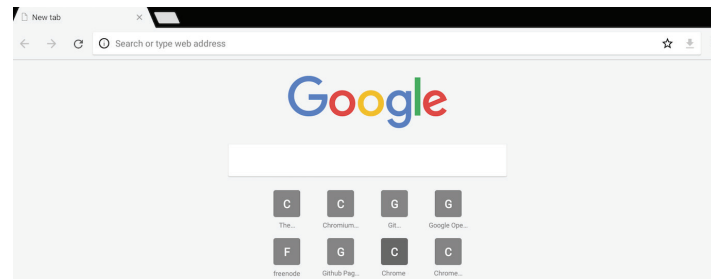 New tab
Search or type web address
Google
C C G G
The... Chromium... Git... Google Ope...
F G C C
freenode Github Pag... Chrome Chrome...